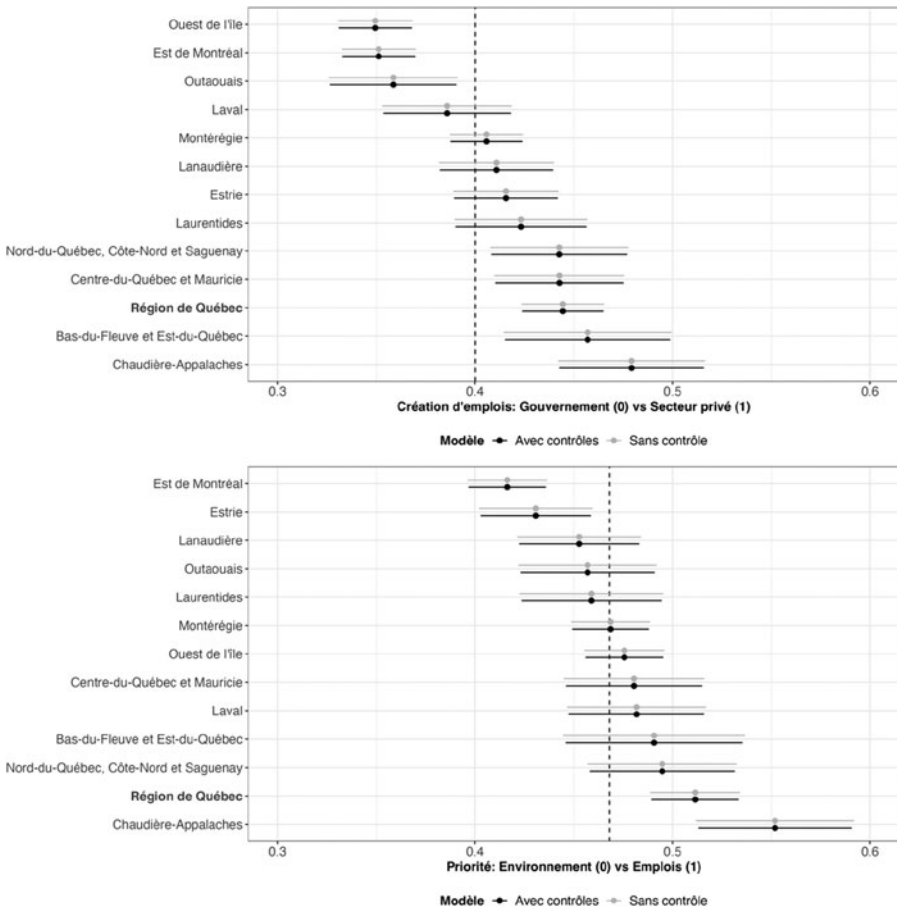 Ouest de l'île
Est de Montréal
Outaouais
Laval
Montérégie
Lanaudière
Estrie
Laurentides
Nord-du-Québec, Côte-Nord et Saguenay
Centre-du-Québec et Mauricie
Région de Québec
Bas-du-Fleuve et Est-du-Québec
Chaudière-Appalaches
0.3 0.4 0.5 0.6
Création d'emplois: Gouvernement (0) vs Secteur privé (1)
Modèle Avec contrôles Sans contrôle
Est de Montréal
Estrie
Lanaudière
Outaouais
Laurentides
Montérégie
Ouest de l'île
Centre-du-Québec et Mauricie
Laval
Bas-du-Fleuve et Est-du-Québec
Nord-du-Québec, Côte-Nord et Saguenay
Région de Québec
Chaudière-Appalaches
0.3 0.4 0.5 0.6
Priorité: Environnement (0) vs Emplois (1)
Modèle Avec contrôles Sans contrôle